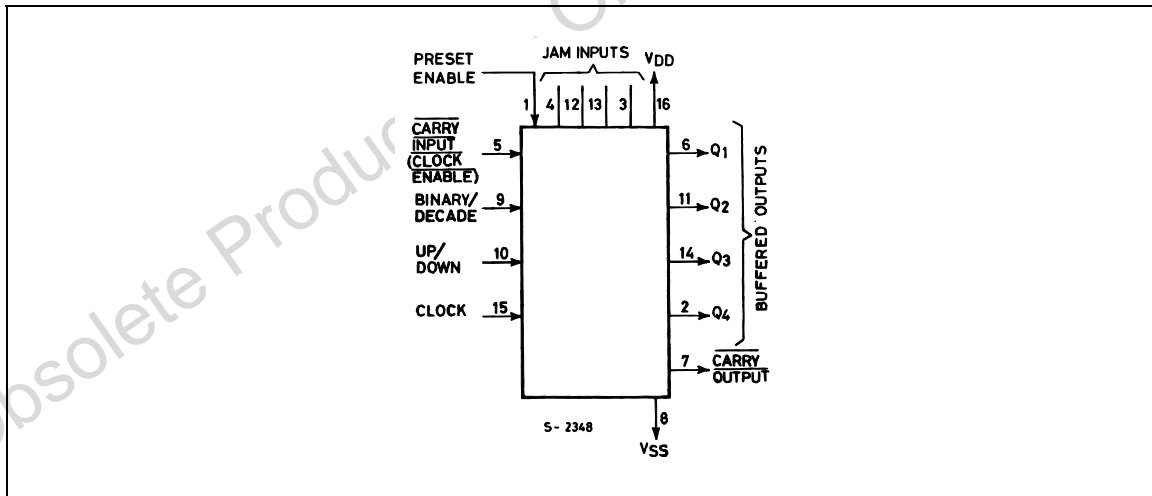 PRESET
ENABLE
JAM INPUTS
VDD
1
4
12
13
3
16
CARRY
INPUT
(CLOCK
ENABLE)
5
BINARY/
DECADE
9
UP/
DOWN
10
CLOCK
15
6
Q1
11
Q2
14
Q3
2
Q4
BUFFERED OUTPUTS
7
CARRY
OUTPUT
8
VSS
S-2348